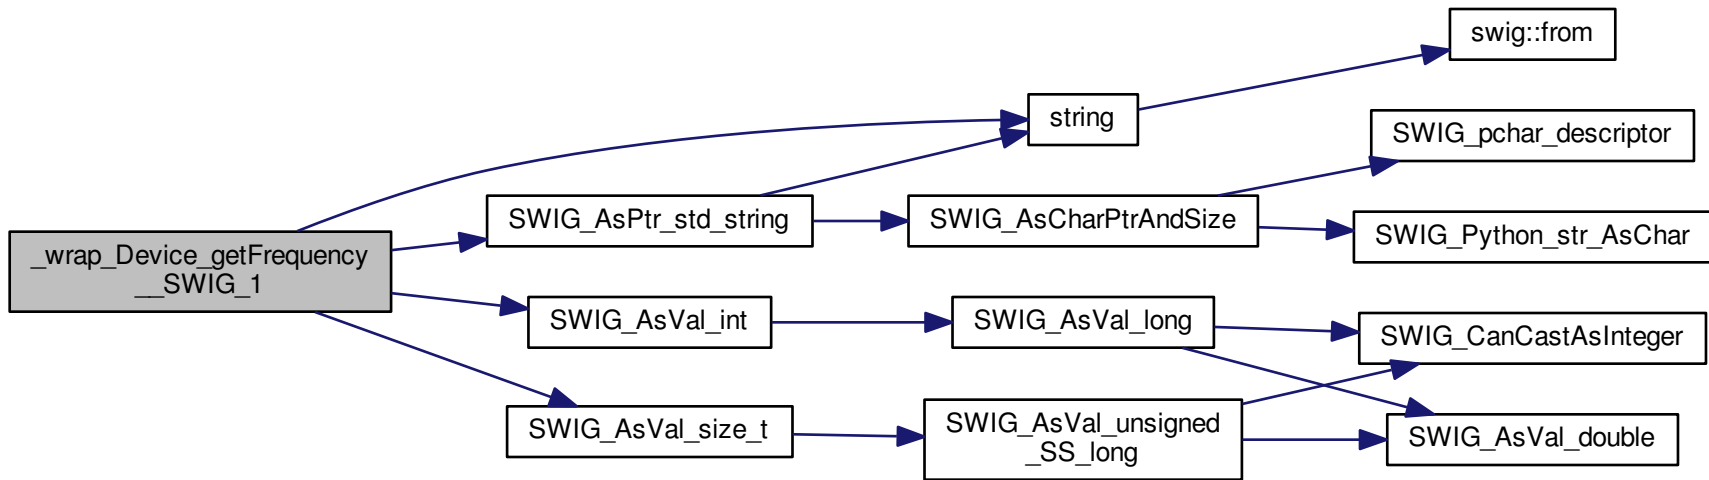 swig::from
string
SWIG_pchar_descriptor
SWIG_AsPtr_std_string
SWIG_AsCharPtrAndSize
SWIG_Python_str_AsChar
_wrap_Device_getFrequency
__SWIG_1
SWIG_AsVal_int
SWIG_AsVal_long
SWIG_CanCastAsInteger
SWIG_AsVal_size_t
SWIG_AsVal_unsigned
_SS_long
SWIG_AsVal_double